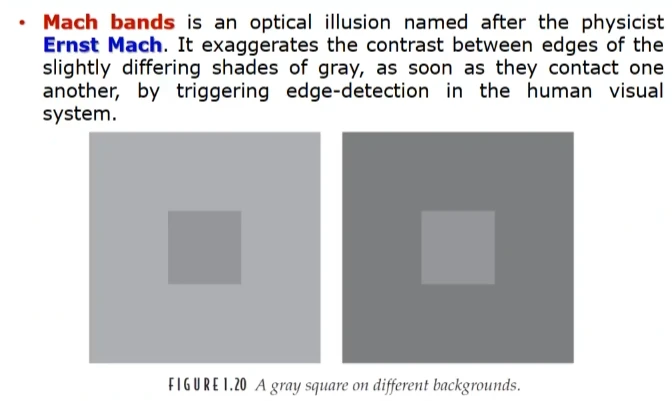 • Mach bands is an optical illusion named after the physicist
Ernst Mach. It exaggerates the contrast between edges of the
slightly differing shades of gray, as soon as they contact one
another, by triggering edge-detection in the human visual
system.
FIGURE 1.20 A gray square on different backgrounds.